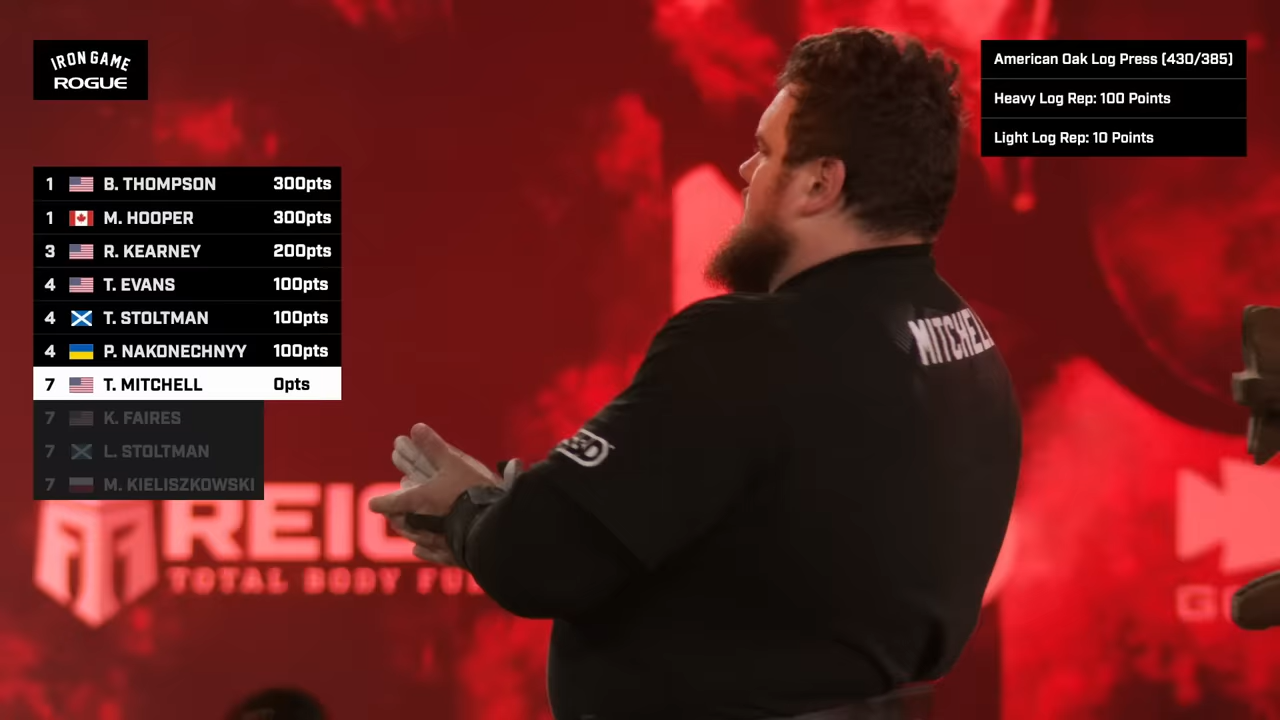 IRON GAME
ROGUE
American Oak Log Press (430/385)
Heavy Log Rep: 100 Points
Light Log Rep: 10 Points
1 B. THOMPSON 300pts
1 M. HOOPER 300pts
3 R. KEARNEY 200pts
4 T. EVANS 100pts
4 T. STOLTMAN 100pts
4 P. NAKONECHNYY 100pts
7 T. MITCHELL 0pts
7 K. FAIRES
7 L. STOLTMAN
7 M. KIELISZKOWSKI
MITCHELL
REIG
TOTAL BODY FU